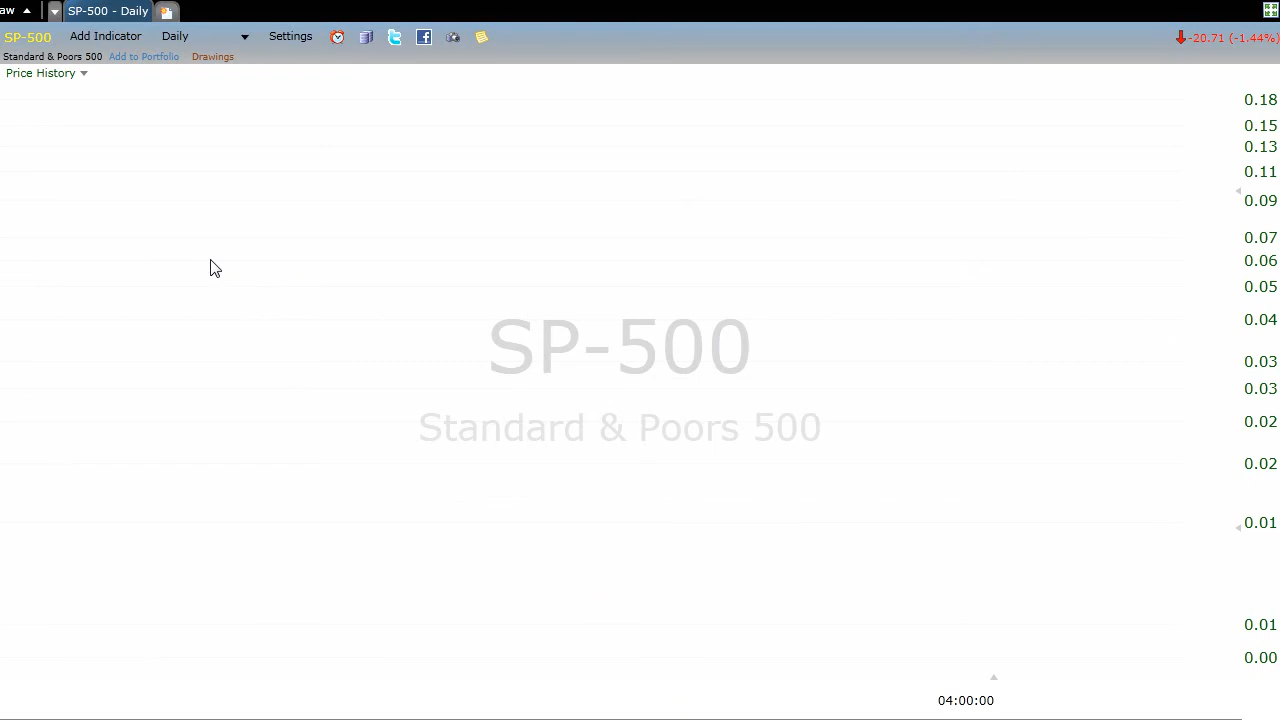 aw SP-500 - Daily
SP-500 Add Indicator Daily Settings -20.71 (-1.44%)
Standard & Poors 500 Add to Portfolio Drawings
Price History
0.18
0.15
0.13
0.11
0.09
0.07
0.06
0.05
SP-500
0.04
0.03
0.03
Standard & Poors 500
0.02
0.02
0.01
0.01
0.00
04:00:00